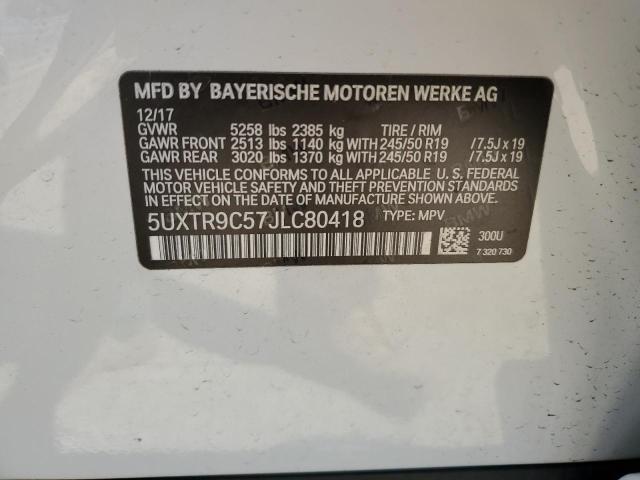 MFD BY BAYERISCHE MOTOREN WERKE AG
12/17
GVWR 5258 lbs 2385 kg TIRE / RIM
GAWR FRONT 2513 lbs 1140 kg WITH 245/50 R19 /7.5J x 19
GAWR REAR 3020 lbs 1370 kg WITH 245/50 R19 /7.5J x 19
THIS VEHICLE CONFORMS TO ALL APPLICABLE U. S. FEDERAL
MOTOR VEHICLE SAFETY AND THEFT PREVENTION STANDARDS
IN EFFECT ON THE DATE OF MANUFACTURE SHOWN ABOVE.
5UXTR9C57JLC80418 TYPE: MPV
300U
7 320 730